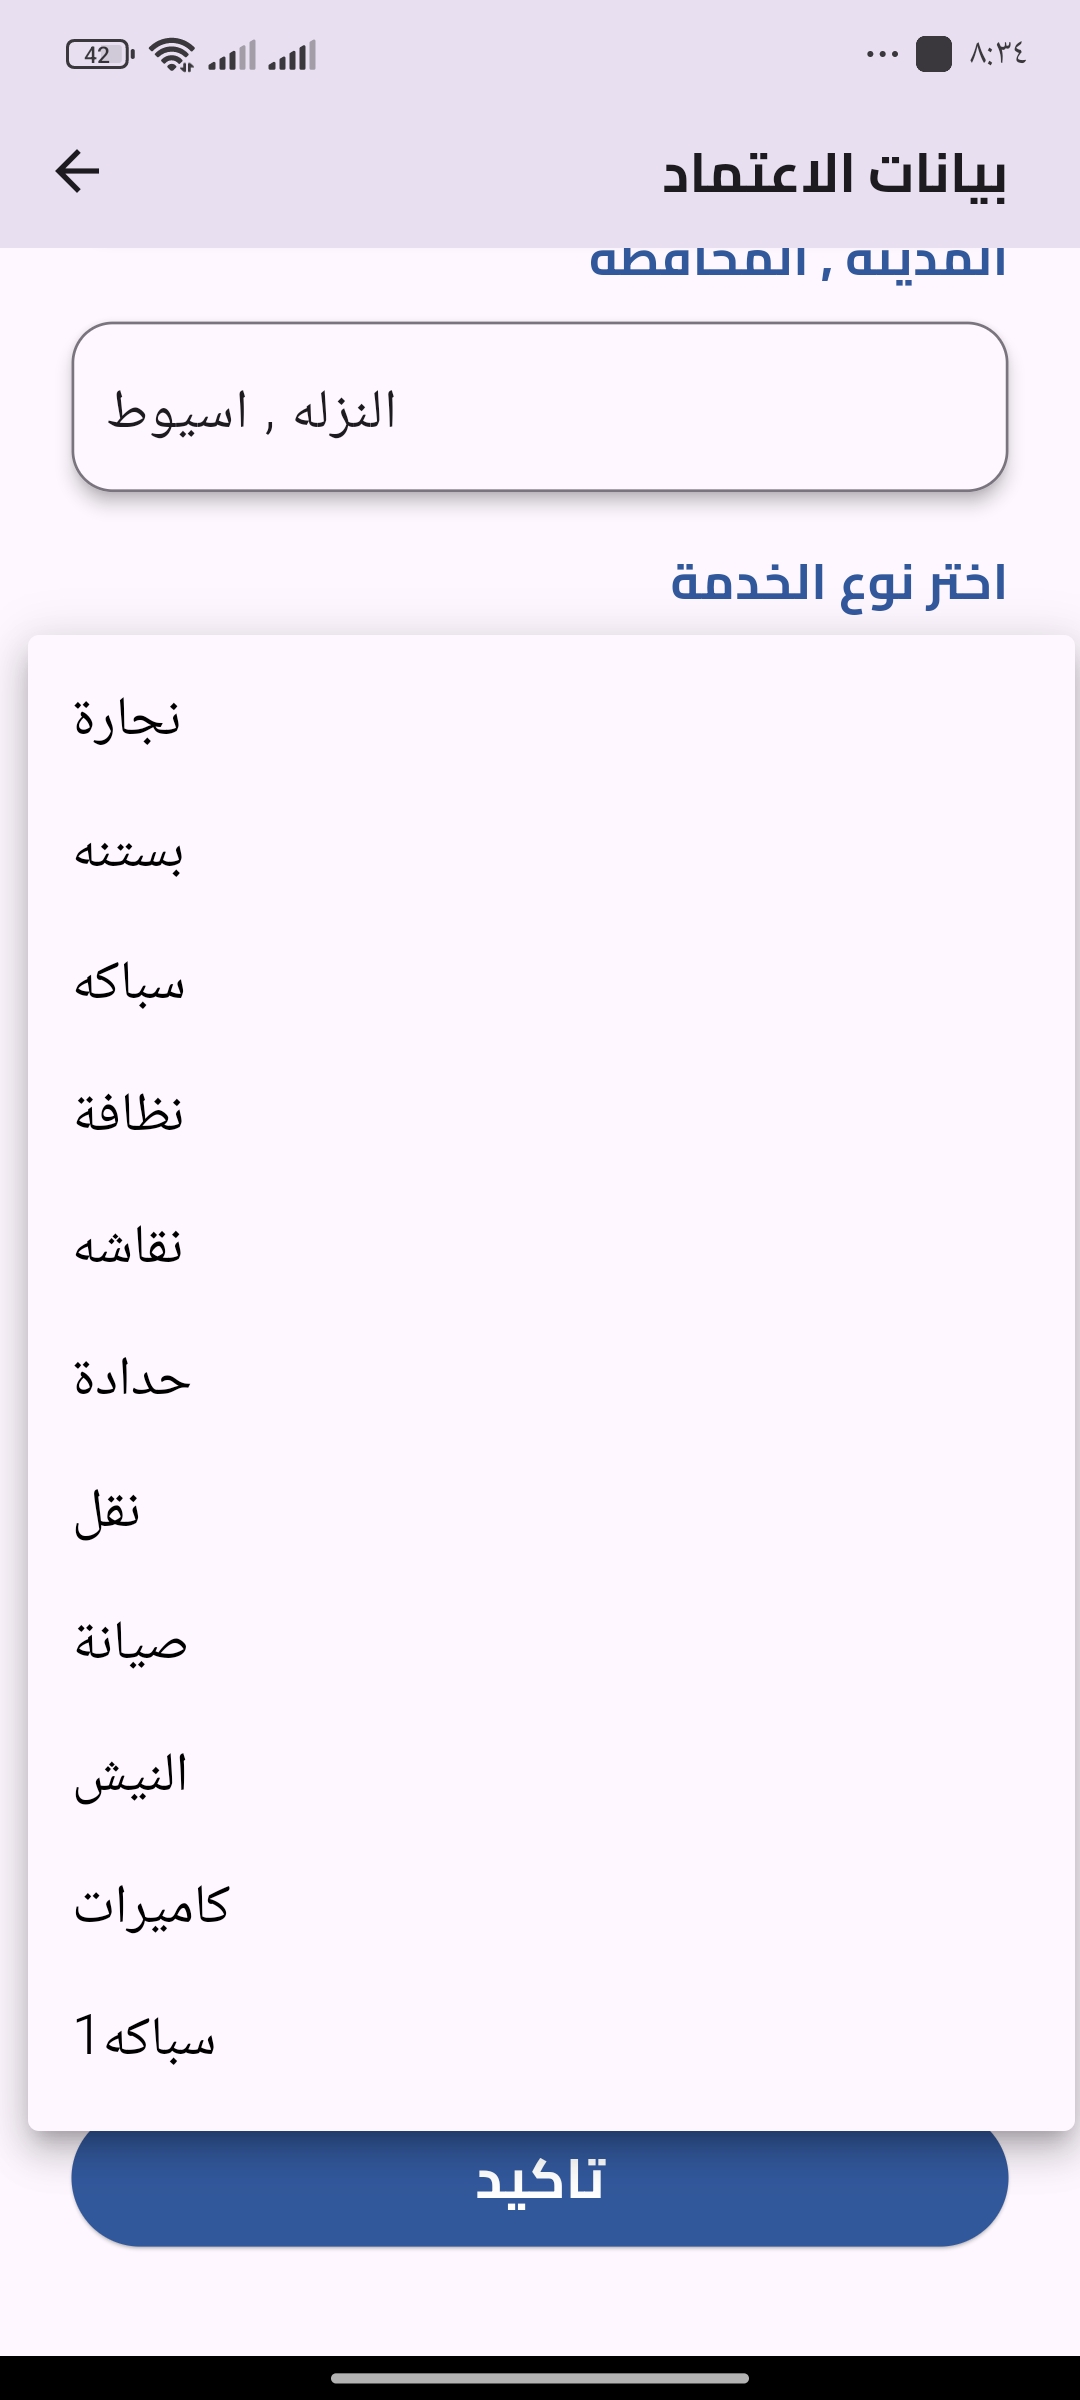 42
٨:٣٤
بيانات الاعتماد
المدينه , المحافظه
النزله , اسيوط
اختر نوع الخدمة
نجارة
بستنه
سباكه
نظافة
نقاشه
حدادة
نقل
صيانة
النيش
كاميرات
سباكه1
تاكيد